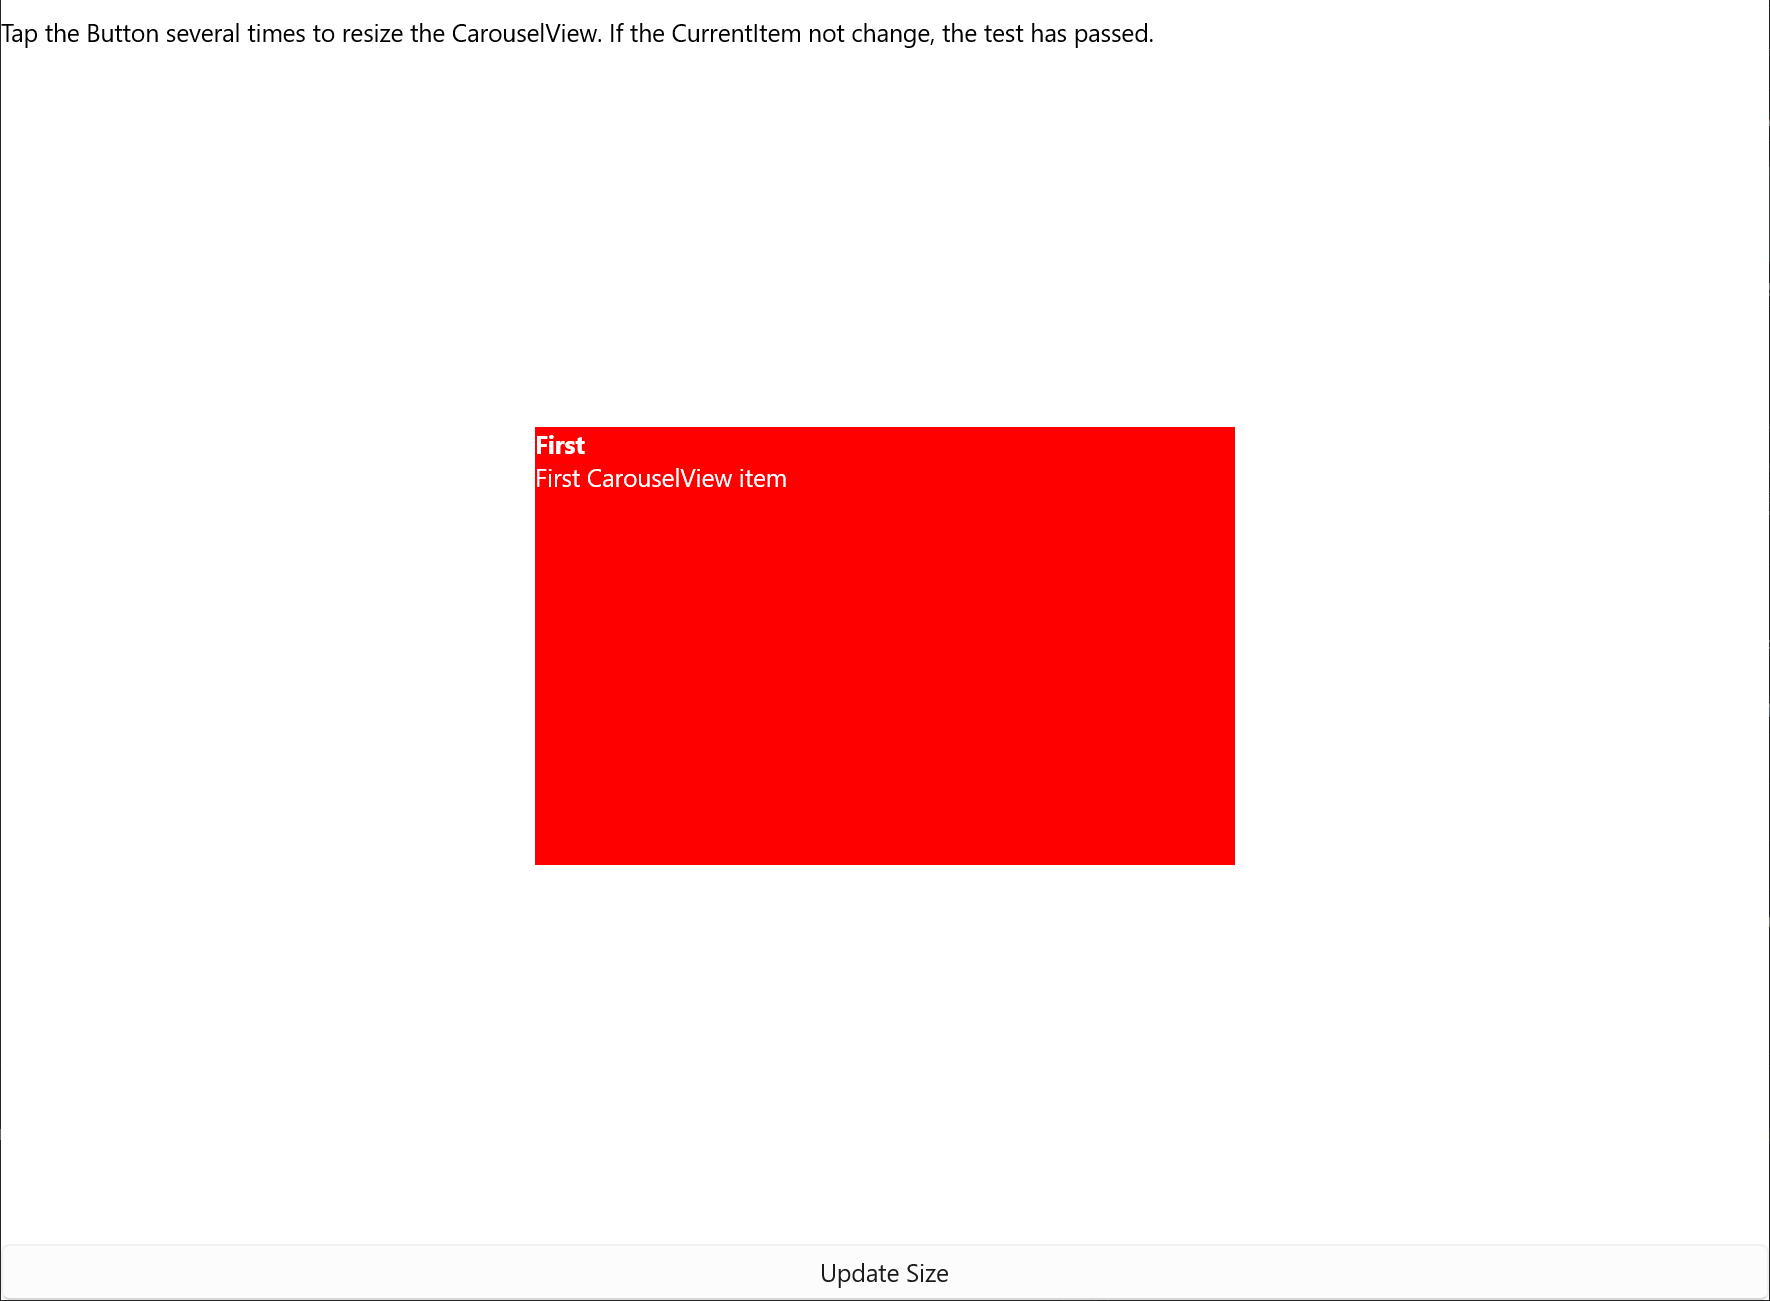 Tap the Button several times to resize the CarouselView. If the CurrentItem not change, the test has passed.
First
First CarouselView item
Update Size